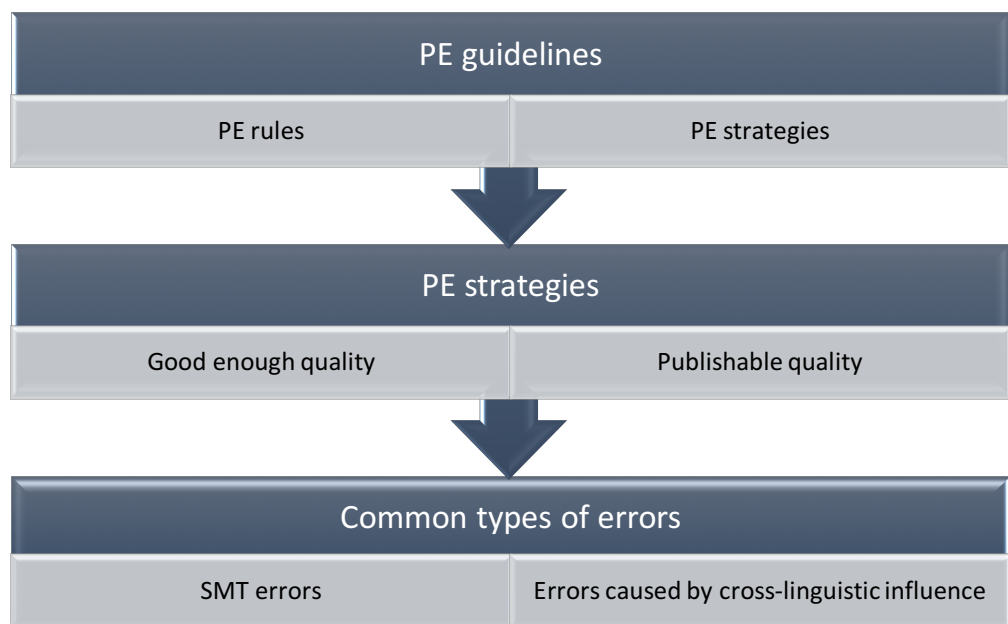 PE guidelines
PE rules
PE strategies
PE strategies
Good enough quality
Publishable quality
Common types of errors
SMT errors
Errors caused by cross-linguistic influence